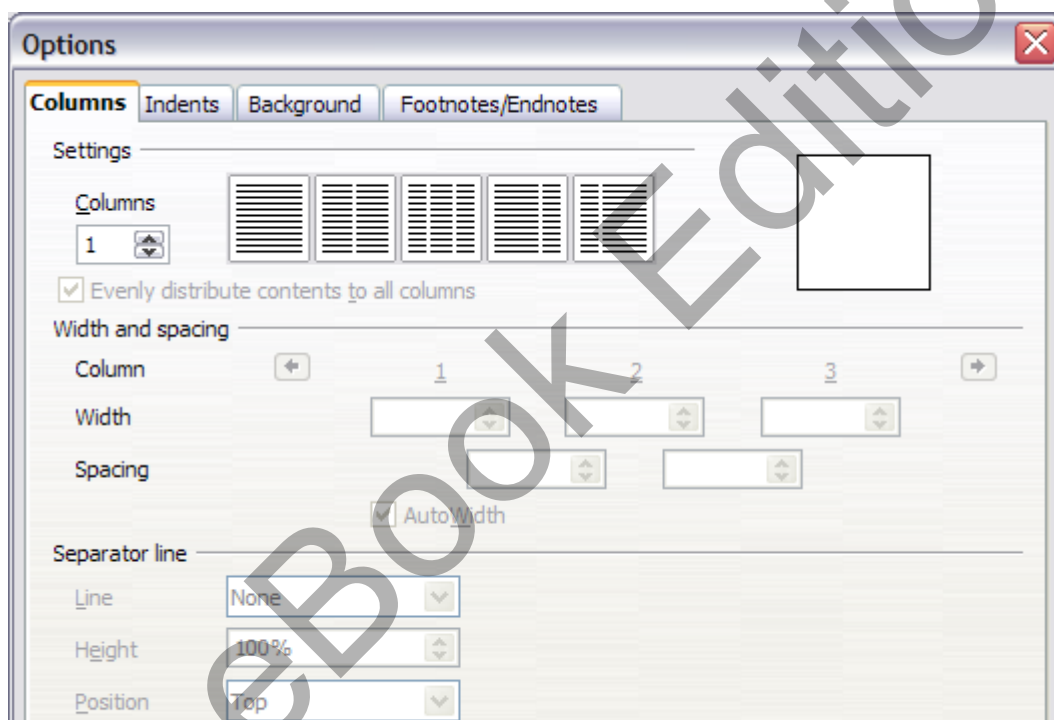 Options
Columns Indents Background Footnotes/Endnotes
Settings
Columns
1
Evenly distribute contents to all columns
Width and spacing
Column 1 2 3
Width
Spacing
AutoWidth
Separator line
Line None
Height 100%
Position Top
eBook Editio